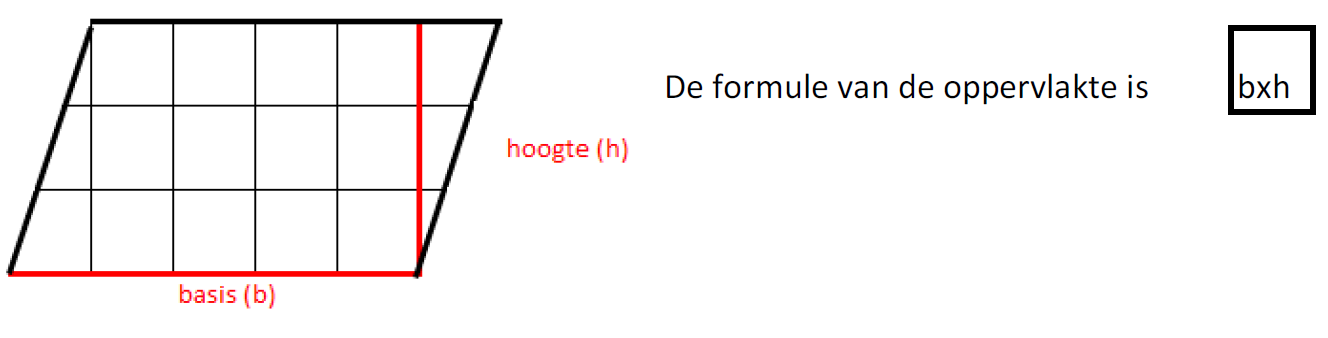 De formule van de oppervlakte is bxh
hoogte (h)
basis (b)